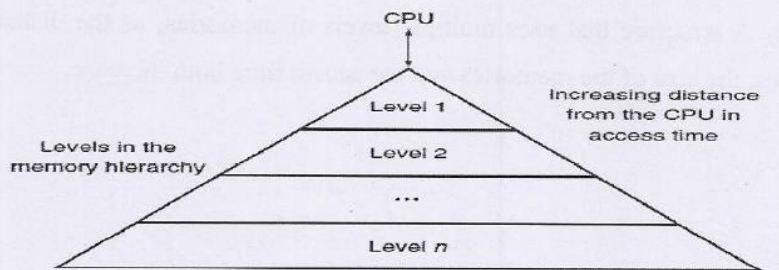 CPU
Level 1
Increasing distance
from the CPU in
access time
Levels in the
memory hierarchy
Level 2
...
Level n